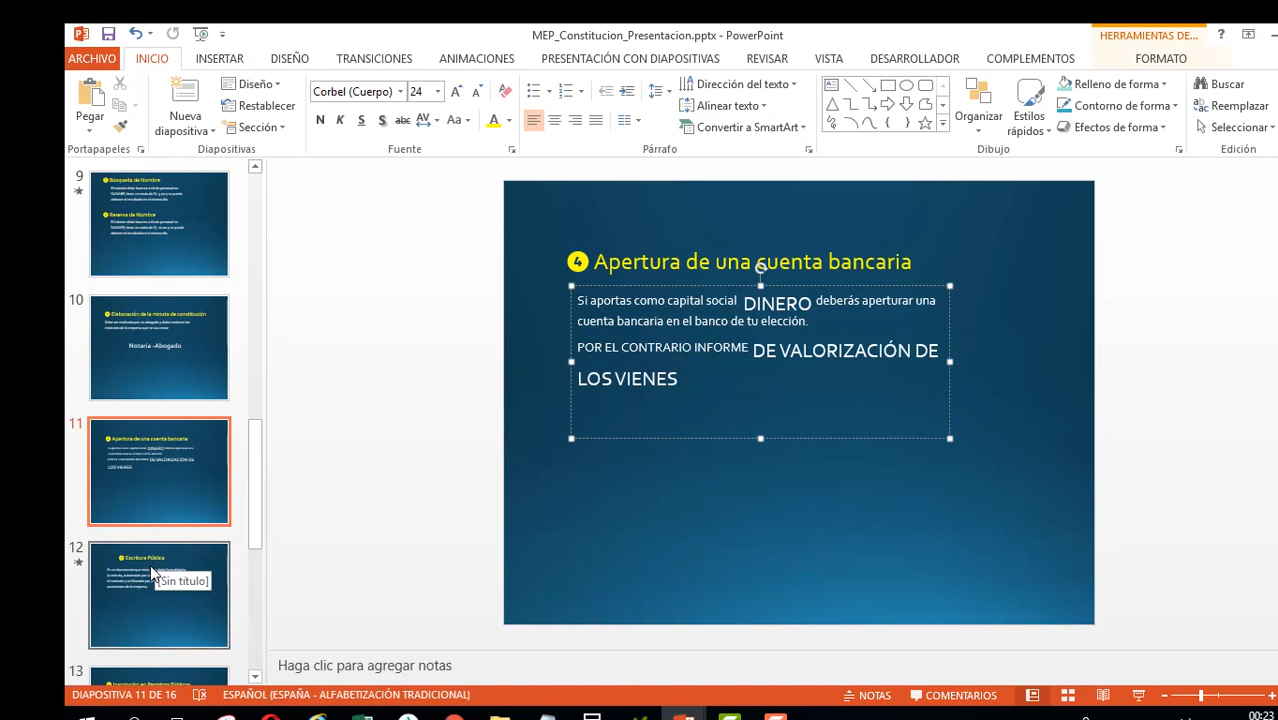 MEP_Constitucion_Presentacion.pptx - PowerPoint
HERRAMIENTAS DE...
ARCHIVO INICIO INSERTAR DISEÑO TRANSICIONES ANIMACIONES PRESENTACIÓN CON DIAPOSITIVAS REVISAR VISTA DESARROLLADOR COMPLEMENTOS FORMATO
Pegar
Nueva diapositiva
Diseño
Restablecer
Sección
Corbel (Cuerpo) 24
N K S S abc AV Aa A
Dirección del texto
Alinear texto
Convertir a SmartArt
Organizar
Estilos rápidos
Relleno de forma
Contorno de forma
Efectos de forma
Buscar
Reemplazar
Seleccionar
Portapapeles Diapositivas Fuente Párrafo Dibujo Edición
9
Búsqueda de Nombre
Reserva de Nombre
10
Elaboración de la minuta de constitución
Notaria -Abogado
11
4 Apertura de una cuenta bancaria
DINERO
DE VALORIZACIÓN DE
LOS VIENES
12
Escritura Pública
[Sin título]
13
Inscripción en Registros Públicos
4 Apertura de una cuenta bancaria
Si aportas como capital social DINERO deberás aperturar una
cuenta bancaria en el banco de tu elección.
POR EL CONTRARIO INFORME DE VALORIZACIÓN DE
LOS VIENES
Haga clic para agregar notas
DIAPOSITIVA 11 DE 16 ESPAÑOL (ESPAÑA - ALFABETIZACIÓN TRADICIONAL) NOTAS COMENTARIOS
00:23